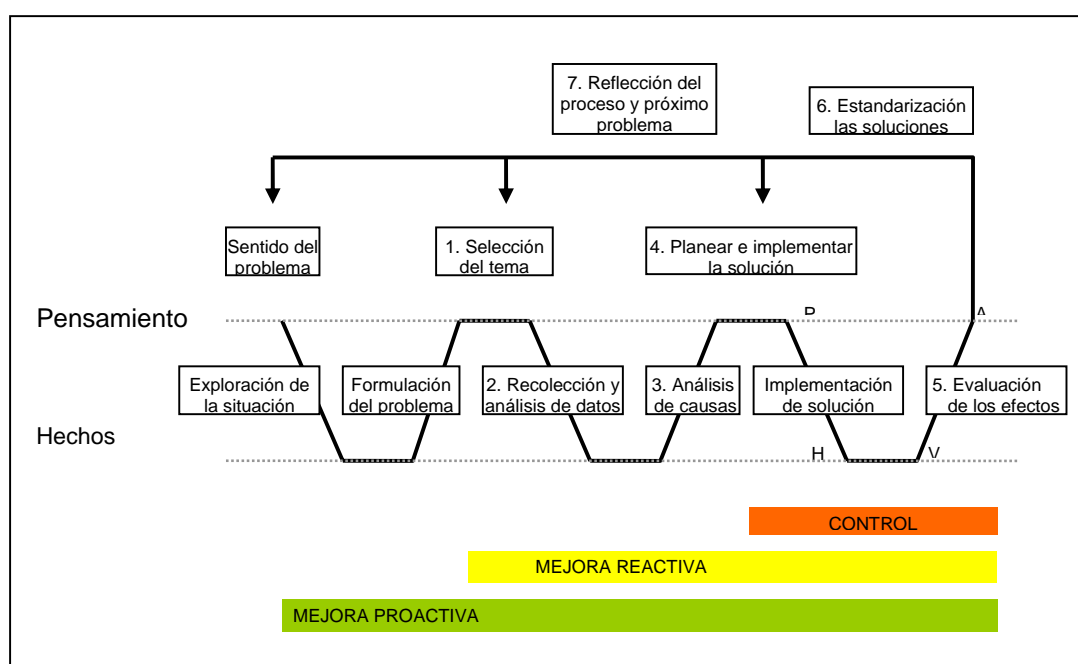 7. Reflección del
proceso y próximo
problema
6. Estandarización
las soluciones
Sentido del
problema
1. Selección
del tema
4. Planear e implementar
la solución
Pensamiento
P
A
Exploración de
la situación
Formulación
del problema
2. Recolección y
análisis de datos
3. Análisis
de causas
Implementación
de solución
5. Evaluación
de los efectos
Hechos
H
V
CONTROL
MEJORA REACTIVA
MEJORA PROACTIVA